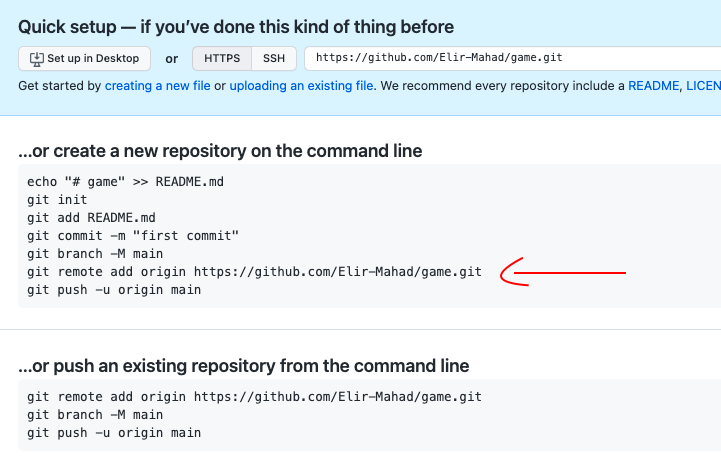 Quick setup — if you’ve done this kind of thing before
Set up in Desktop or HTTPS SSH https://github.com/Elir-Mahad/game.git
Get started by creating a new file or uploading an existing file. We recommend every repository include a README, LICEN
...or create a new repository on the command line
echo "# game" >> README.md
git init
git add README.md
git commit -m "first commit"
git branch -M main
git remote add origin https://github.com/Elir-Mahad/game.git
git push -u origin main
...or push an existing repository from the command line
git remote add origin https://github.com/Elir-Mahad/game.git
git branch -M main
git push -u origin main